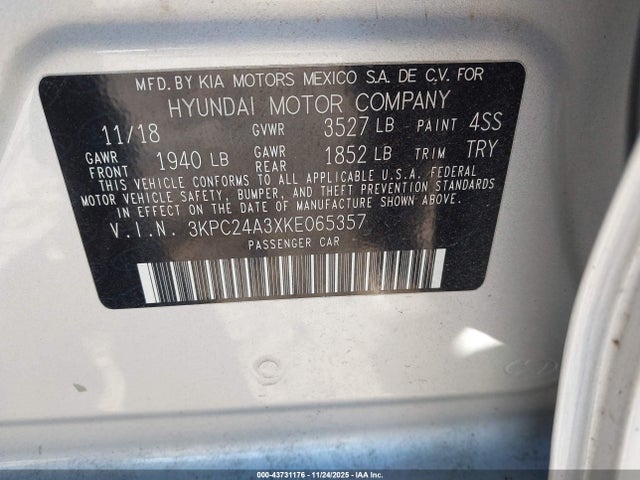 MFD. BY KIA MOTORS MEXICO S.A. DE C.V. FOR
HYUNDAI MOTOR COMPANY
11/18 GVWR 3527 LB PAINT 4SS
GAWR FRONT 1940 LB GAWR REAR 1852 LB TRIM TRY
THIS VEHICLE CONFORMS TO ALL APPLICABLE U.S.A. FEDERAL
MOTOR VEHICLE SAFETY, BUMPER, AND THEFT PREVENTION STANDARDS
IN EFFECT ON THE DATE OF MANUFACTURE SHOWN ABOVE.
V.I.N. 3KPC24A3XKE065357
PASSENGER CAR
000-43731176 - 11/24/2025 - IAA Inc.